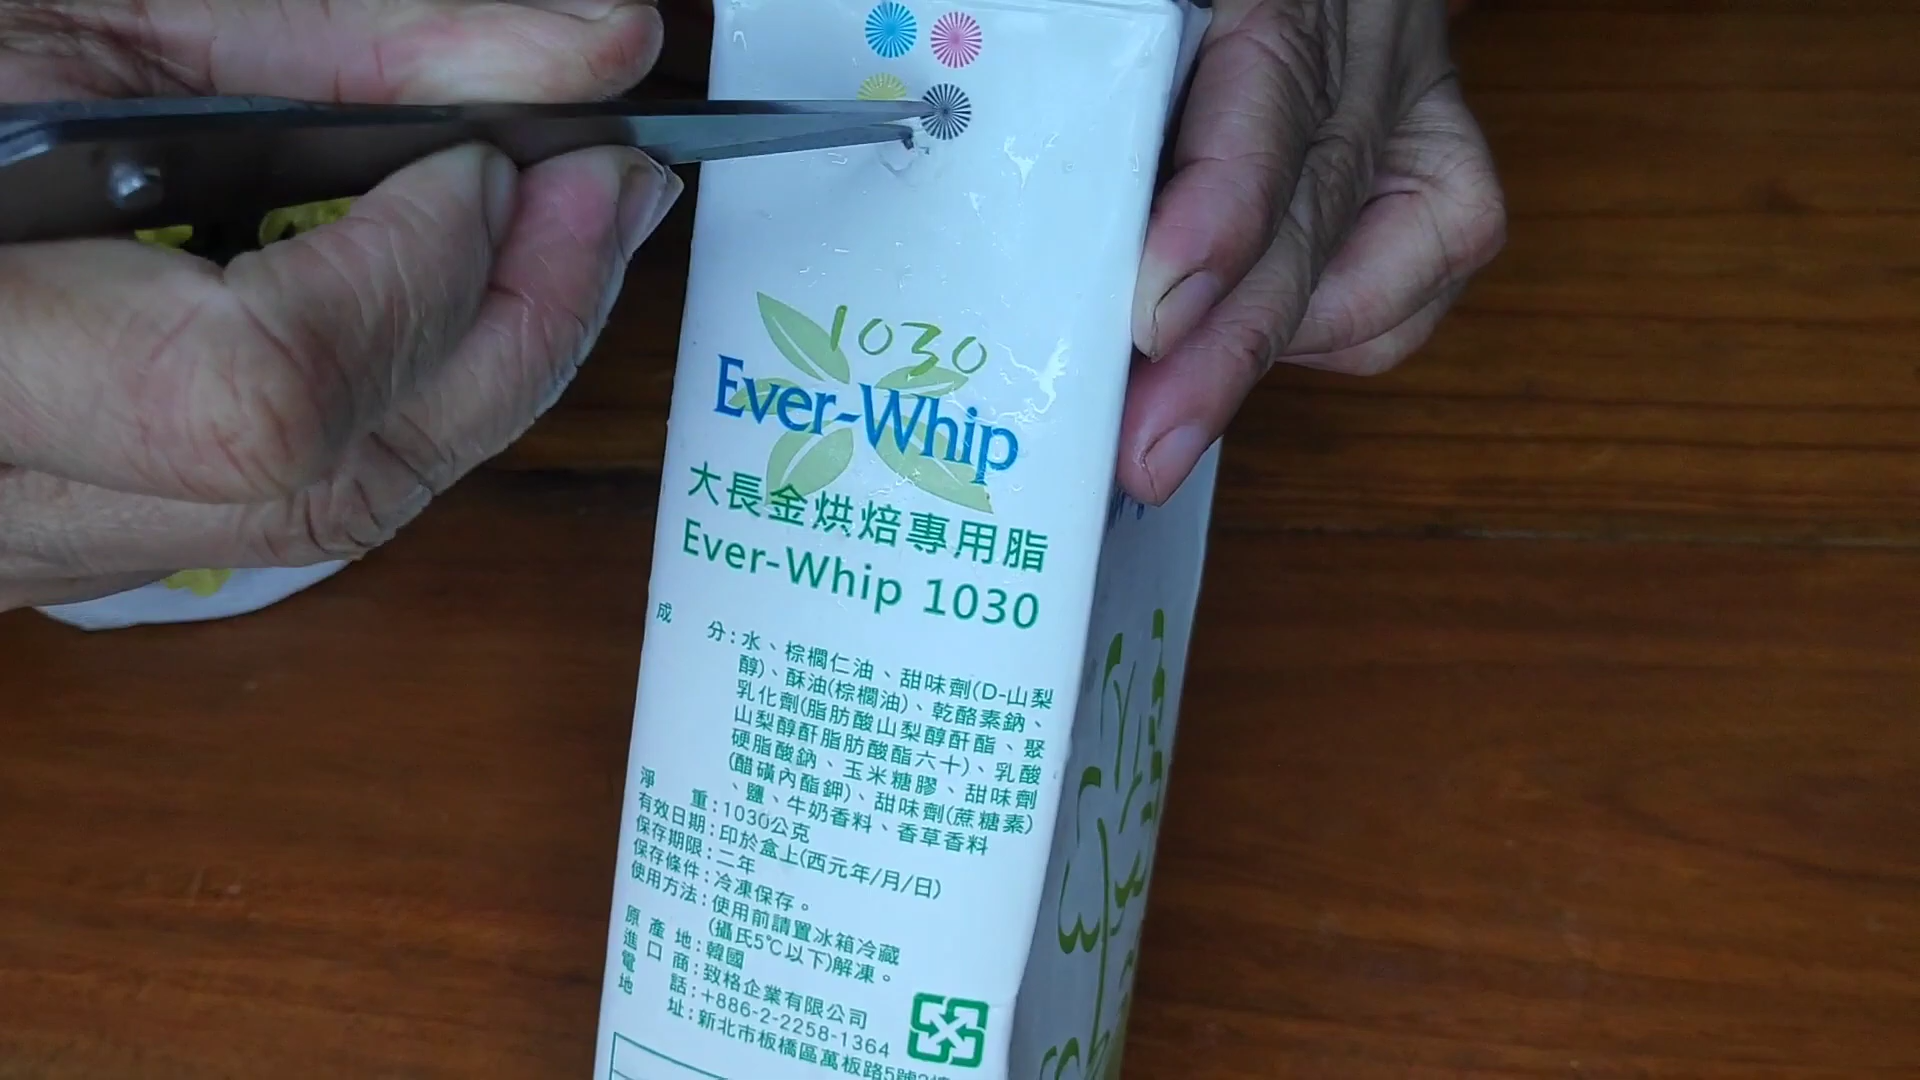 1030
Ever-Whip
大長金烘焙專用脂
Ever-Whip 1030
成分:水、棕櫚仁油、甜味劑(D-山梨
醇)、酥油(棕櫚油)、乾酪素鈉、
乳化劑(脂肪酸山梨醇酐酯、聚
山梨醇酐脂肪酸酯六十)、乳酸
硬脂酸鈉、玉米糖膠、甜味劑
(醋磺內酯鉀)、甜味劑(蔗糖素)
、鹽、牛奶香料、香草香料
淨重:1030公克
有效日期:印於盒上(西元年/月/日)
保存期限:二年
保存條件:冷凍保存。
使用方法:使用前請置冰箱冷藏
(攝氏5℃以下)解凍。
原產地:韓國
進口商:致格企業有限公司
電話:+886-2-2258-1364
地址:新北市板橋區萬板路5號